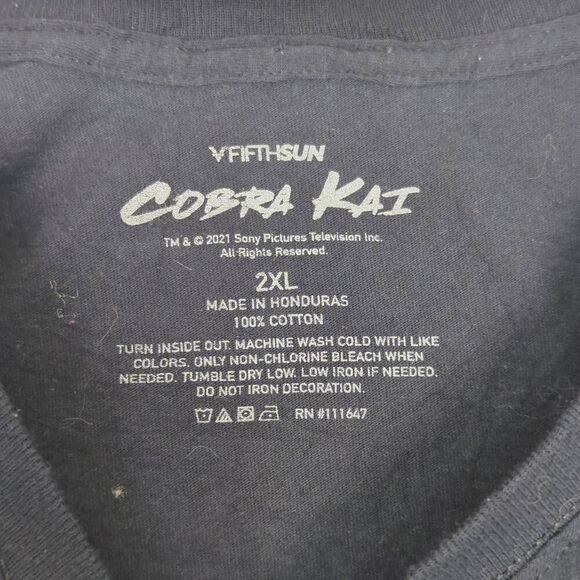 FIFTHSUN
COBRA KAI
TM & © 2021 Sony Pictures Television Inc.
All Rights Reserved.
2XL
MADE IN HONDURAS
100% COTTON
TURN INSIDE OUT. MACHINE WASH COLD WITH LIKE
COLORS. ONLY NON-CHLORINE BLEACH WHEN
NEEDED. TUMBLE DRY LOW. LOW IRON IF NEEDED.
DO NOT IRON DECORATION.
RN #111647